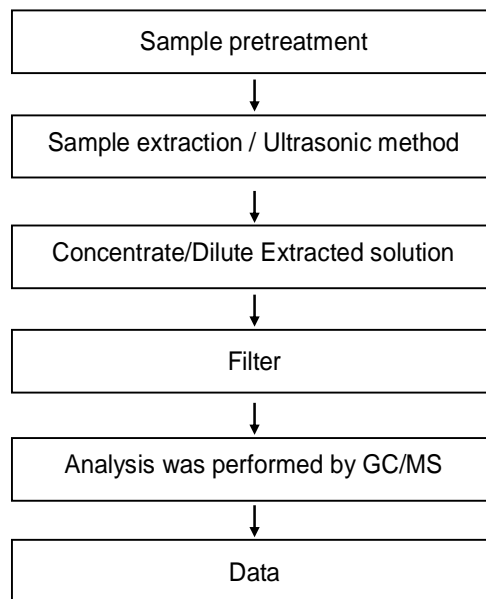 Sample pretreatment
Sample extraction / Ultrasonic method
Concentrate/Dilute Extracted solution
Filter
Analysis was performed by GC/MS
Data